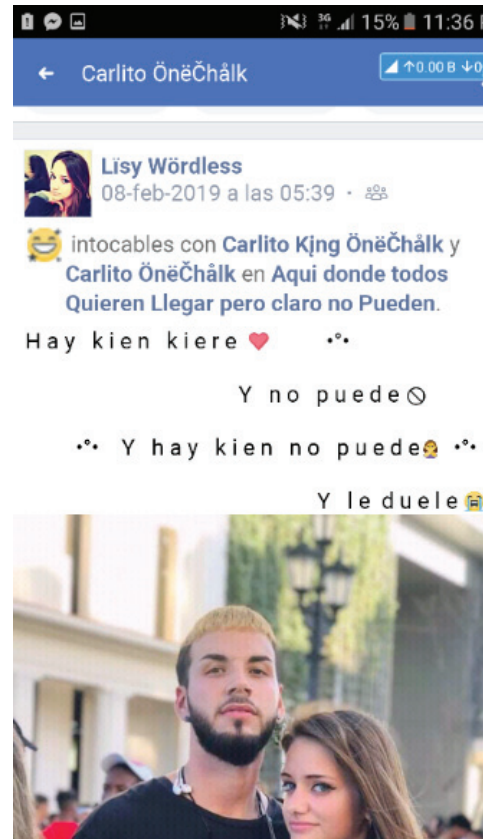 3G 15% 11:36
Carlito ÖnëČhålk
↑0.00 B ↓0
Lïsy Wördless
08-feb-2019 a las 05:39 ·
intocables con Carlito Kįng ÖnëČhålk y
Carlito ÖnëČhålk en Aqui donde todos
Quieren Llegar pero claro no Pueden.
Hay kien kiere ❤ •°•
Y no puede🚫
•°• Y hay kien no puede🙅 •°•
Y le duele😭